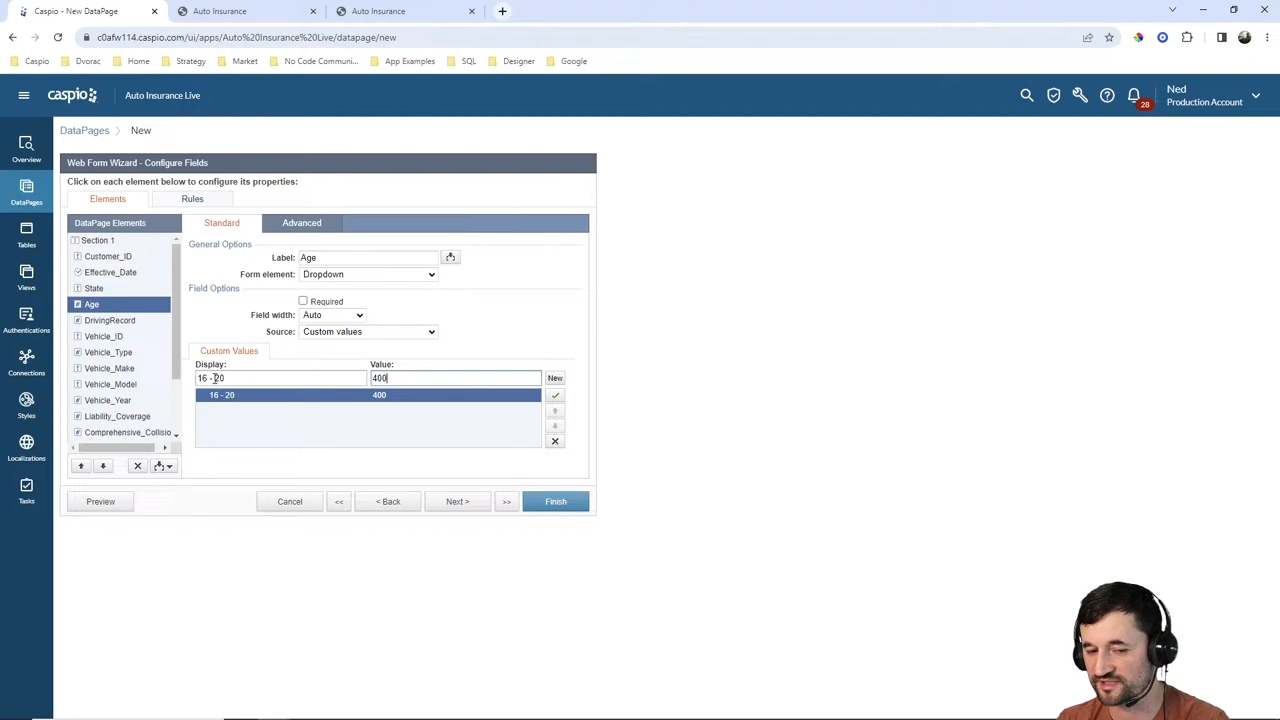 Caspio - New DataPage
Auto Insurance
Auto Insurance
c0afw114.caspio.com/ui/apps/Auto%20Insurance%20Live/datapage/new
Caspio
Dvorac
Home
Strategy
Market
No Code Communi...
App Examples
SQL
Designer
Google
caspio
Auto Insurance Live
28
Ned
Production Account
Overview
DataPages
Tables
Views
Authentications
Connections
Styles
Localizations
Tasks
DataPages
New
Web Form Wizard - Configure Fields
Click on each element below to configure its properties:
Elements
Rules
DataPage Elements
Section 1
Customer_ID
Effective_Date
State
Age
DrivingRecord
Vehicle_ID
Vehicle_Type
Vehicle_Make
Vehicle_Model
Vehicle_Year
Liability_Coverage
Comprehensive_Collisio
Standard
Advanced
General Options
Label: Age
Form element: Dropdown
Field Options
Required
Field width: Auto
Source: Custom values
Custom Values
Display: Value:
16 - 20 400 New
16 - 20 400
Preview
Cancel
<<
< Back
Next >
>>
Finish